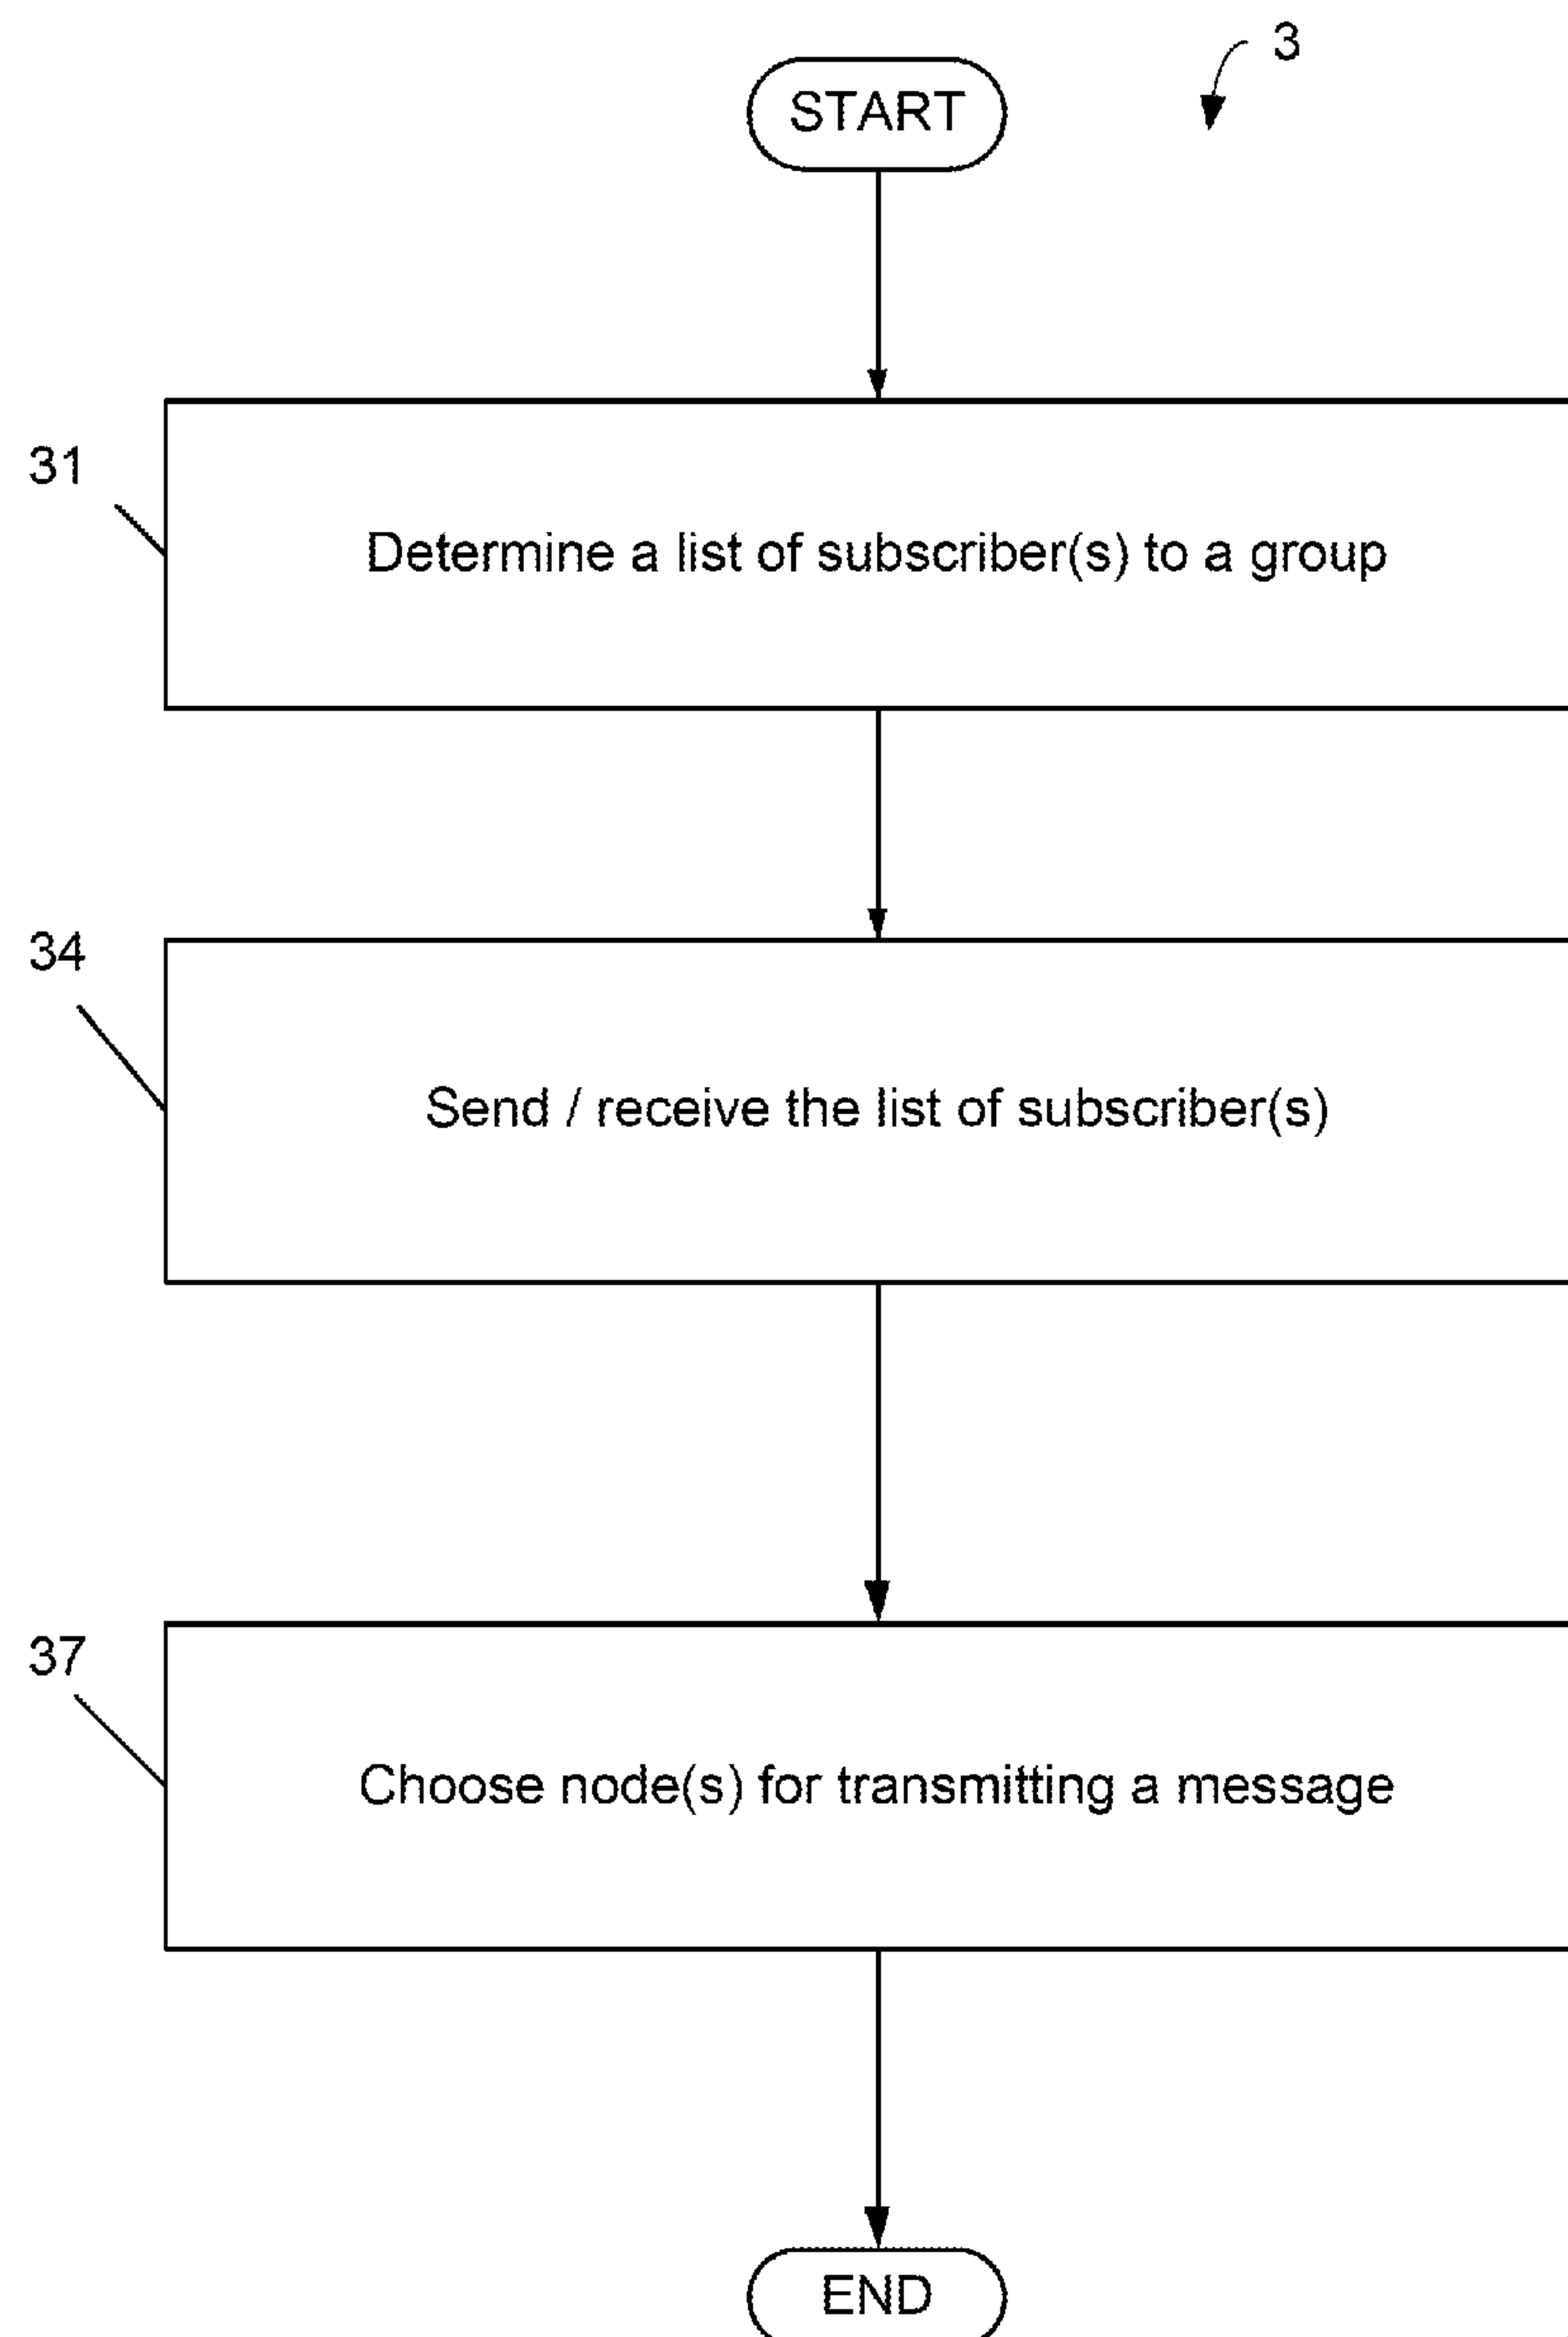 3
START
31
Determine a list of subscriber(s) to a group
34
Send / receive the list of subscriber(s)
37
Choose node(s) for transmitting a message
END